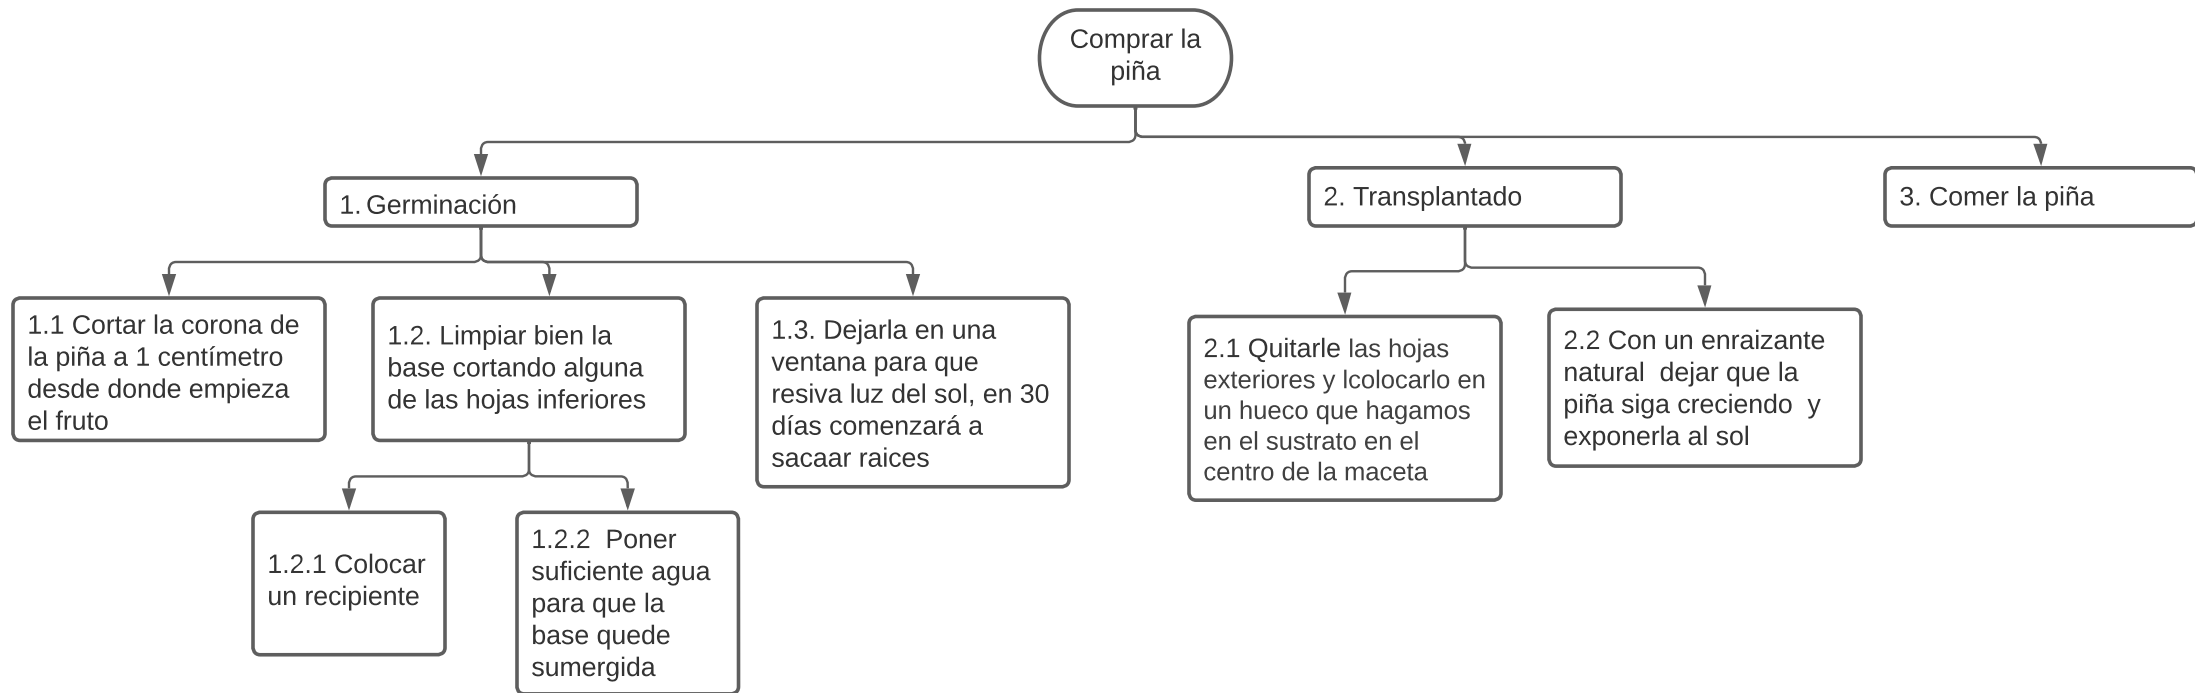 Comprar la
piña
1. Germinación
2. Transplantado
3. Comer la piña
1.1 Cortar la corona de
la piña a 1 centímetro
desde donde empieza
el fruto
1.2. Limpiar bien la
base cortando alguna
de las hojas inferiores
1.3. Dejarla en una
ventana para que
resiva luz del sol, en 30
días comenzará a
sacaar raices
2.1 Quitarle las hojas
exteriores y lcolocarlo en
un hueco que hagamos
en el sustrato en el
centro de la maceta
2.2 Con un enraizante
natural  dejar que la
piña siga creciendo  y
exponerla al sol
1.2.1 Colocar
un recipiente
1.2.2  Poner
suficiente agua
para que la
base quede
sumergida